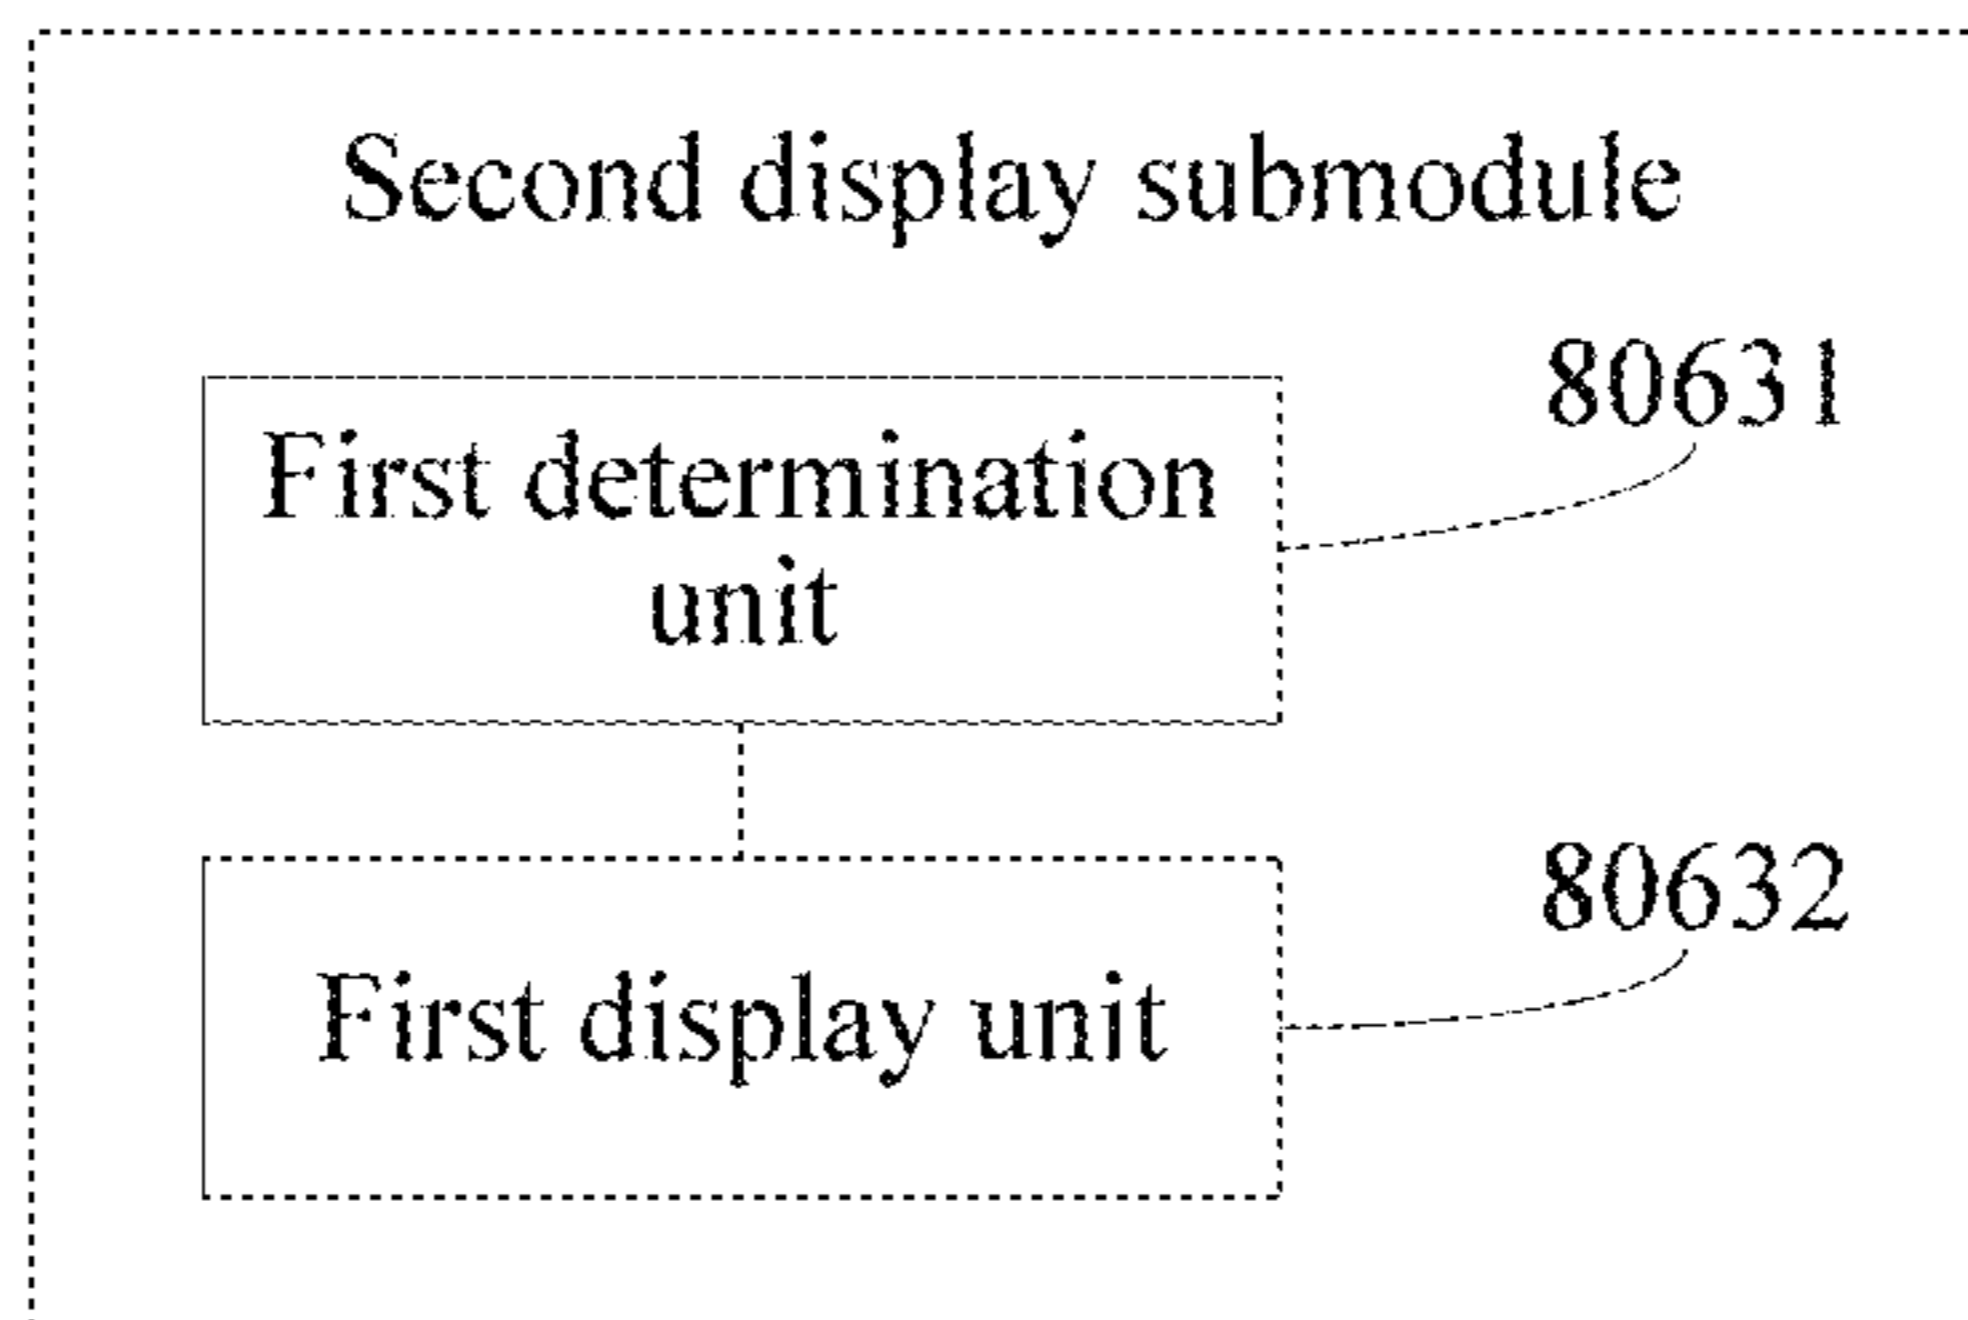 Second display submodule
80631
First determination
unit
80632
First display unit